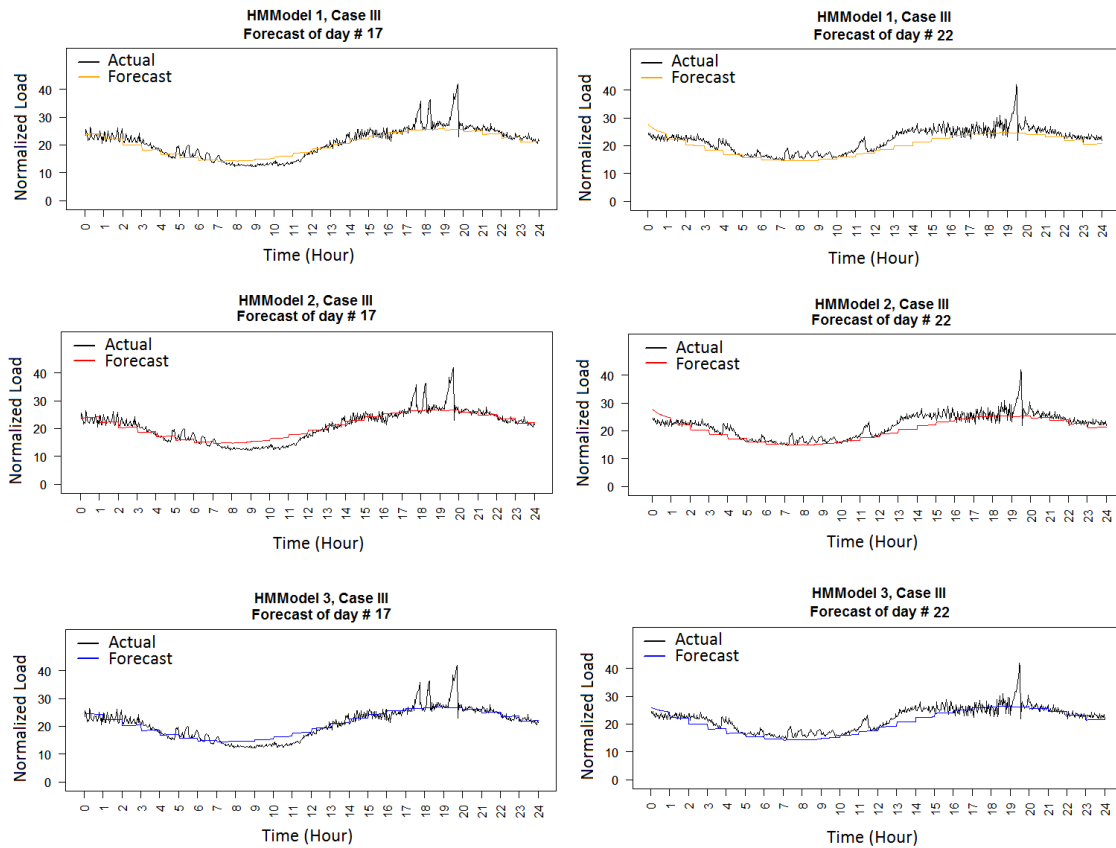 HMModel 1, Case III
Forecast of day # 17
Actual
Forecast
Normalized Load
40
30
20
10
0
0 1 2 3 4 5 6 7 8 9 10 11 12 13 14 15 16 17 18 19 20 21 22 23 24
Time (Hour)
HMModel 1, Case III
Forecast of day # 22
Actual
Forecast
Normalized Load
40
30
20
10
0
0 1 2 3 4 5 6 7 8 9 10 11 12 13 14 15 16 17 18 19 20 21 22 23 24
Time (Hour)
HMModel 2, Case III
Forecast of day # 17
Actual
Forecast
Normalized Load
40
30
20
10
0
0 1 2 3 4 5 6 7 8 9 10 11 12 13 14 15 16 17 18 19 20 21 22 23 24
Time (Hour)
HMModel 2, Case III
Forecast of day # 22
Actual
Forecast
Normalized Load
40
30
20
10
0
0 1 2 3 4 5 6 7 8 9 10 11 12 13 14 15 16 17 18 19 20 21 22 23 24
Time (Hour)
HMModel 3, Case III
Forecast of day # 17
Actual
Forecast
Normalized Load
40
30
20
10
0
0 1 2 3 4 5 6 7 8 9 10 11 12 13 14 15 16 17 18 19 20 21 22 23 24
Time (Hour)
HMModel 3, Case III
Forecast of day # 22
Actual
Forecast
Normalized Load
40
30
20
10
0
0 1 2 3 4 5 6 7 8 9 10 11 12 13 14 15 16 17 18 19 20 21 22 23 24
Time (Hour)